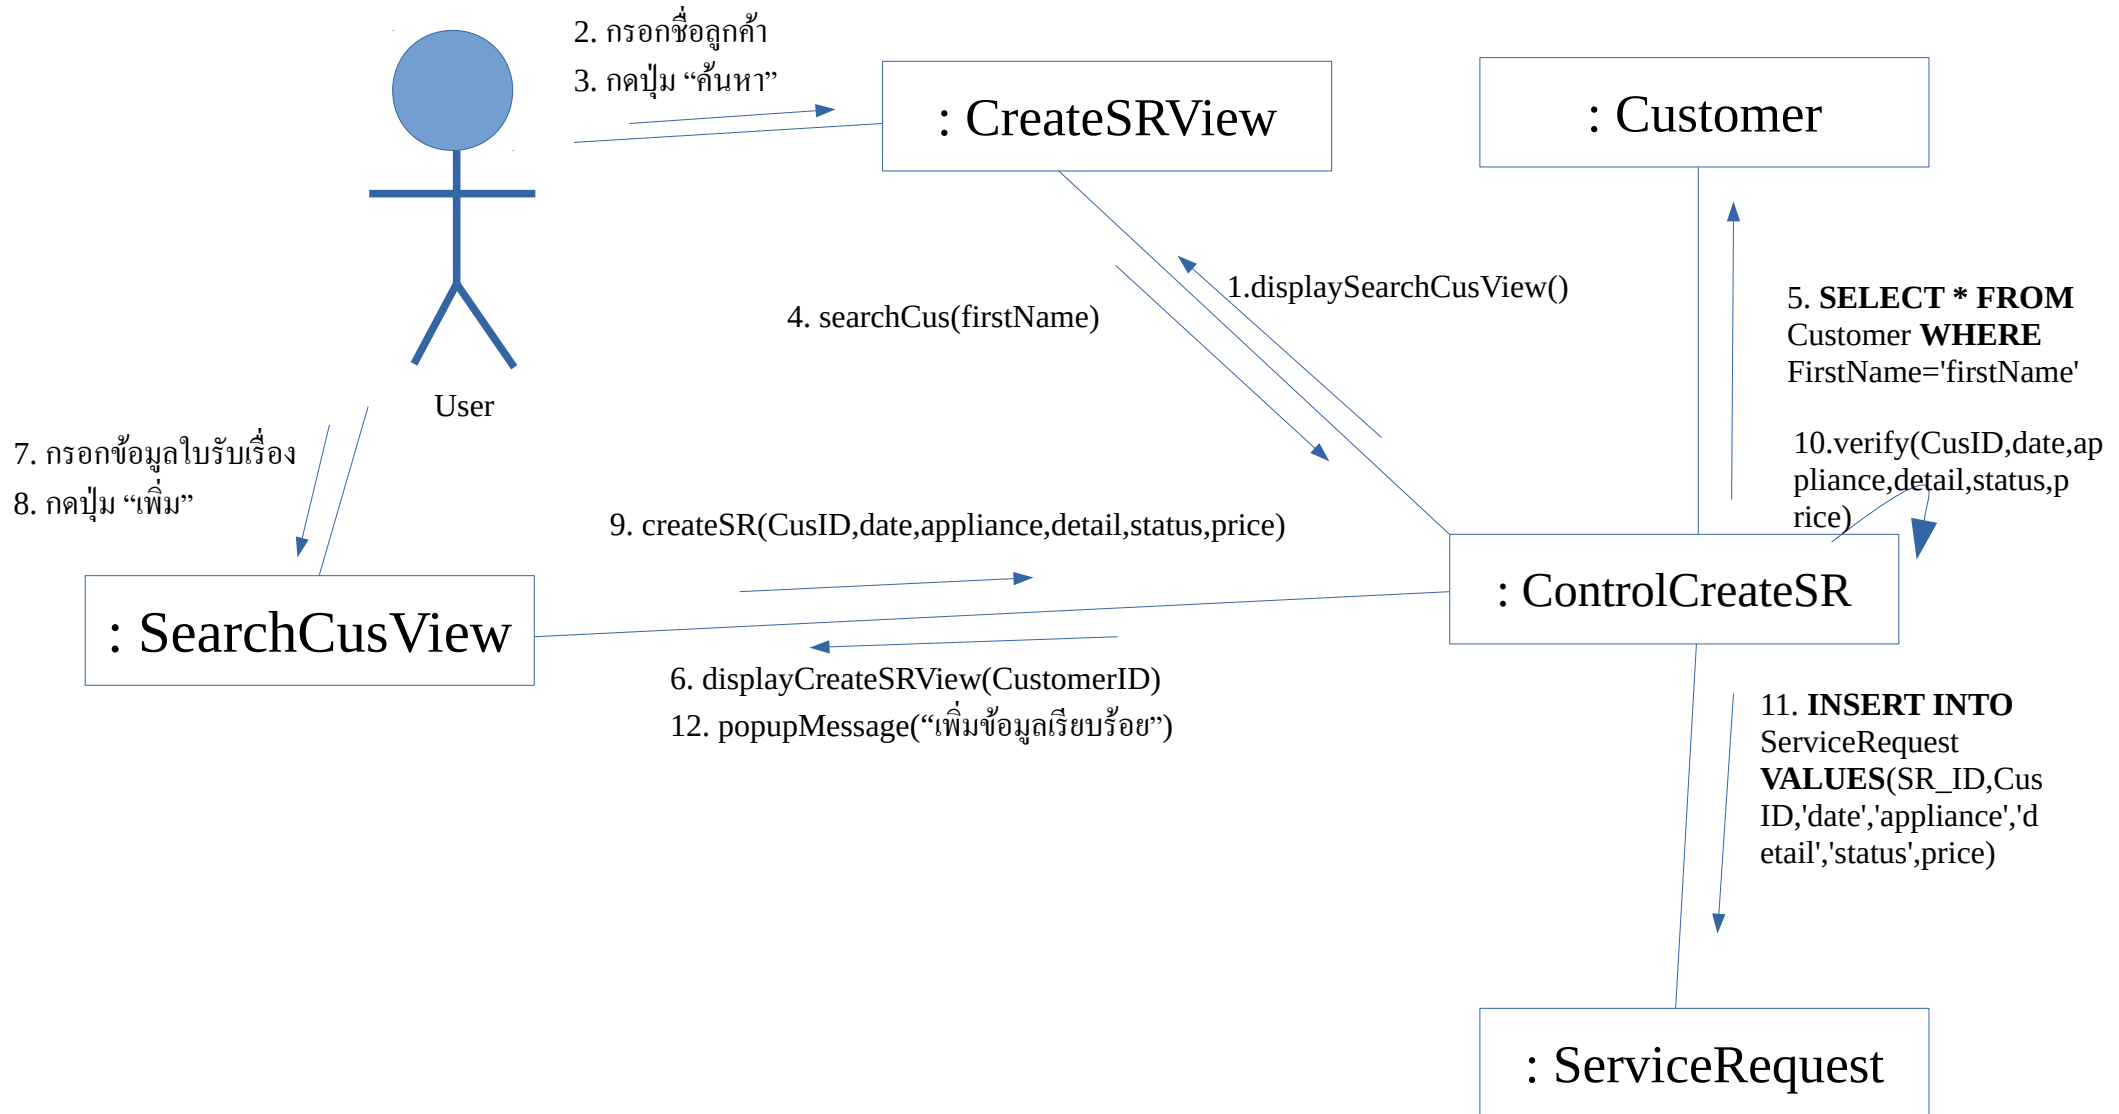 2. กรอกชื่อลูกค้า
3. กดปุ่ม “ค้นหา”
: CreateSRView
: Customer
1.displaySearchCusView()
4. searchCus(firstName)
5. SELECT * FROM
Customer WHERE
FirstName='firstName'
User
7. กรอกข้อมูลใบรับเรื่อง
8. กดปุ่ม “เพิ่ม”
10.verify(CusID,date,ap
pliance,detail,status,p
rice)
9. createSR(CusID,date,appliance,detail,status,price)
: ControlCreateSR
: SearchCusView
6. displayCreateSRView(CustomerID)
12. popupMessage(“เพิ่มข้อมูลเรียบร้อย”)
11. INSERT INTO
ServiceRequest
VALUES(SR_ID,Cus
ID,'date','appliance','d
etail','status',price)
: ServiceRequest